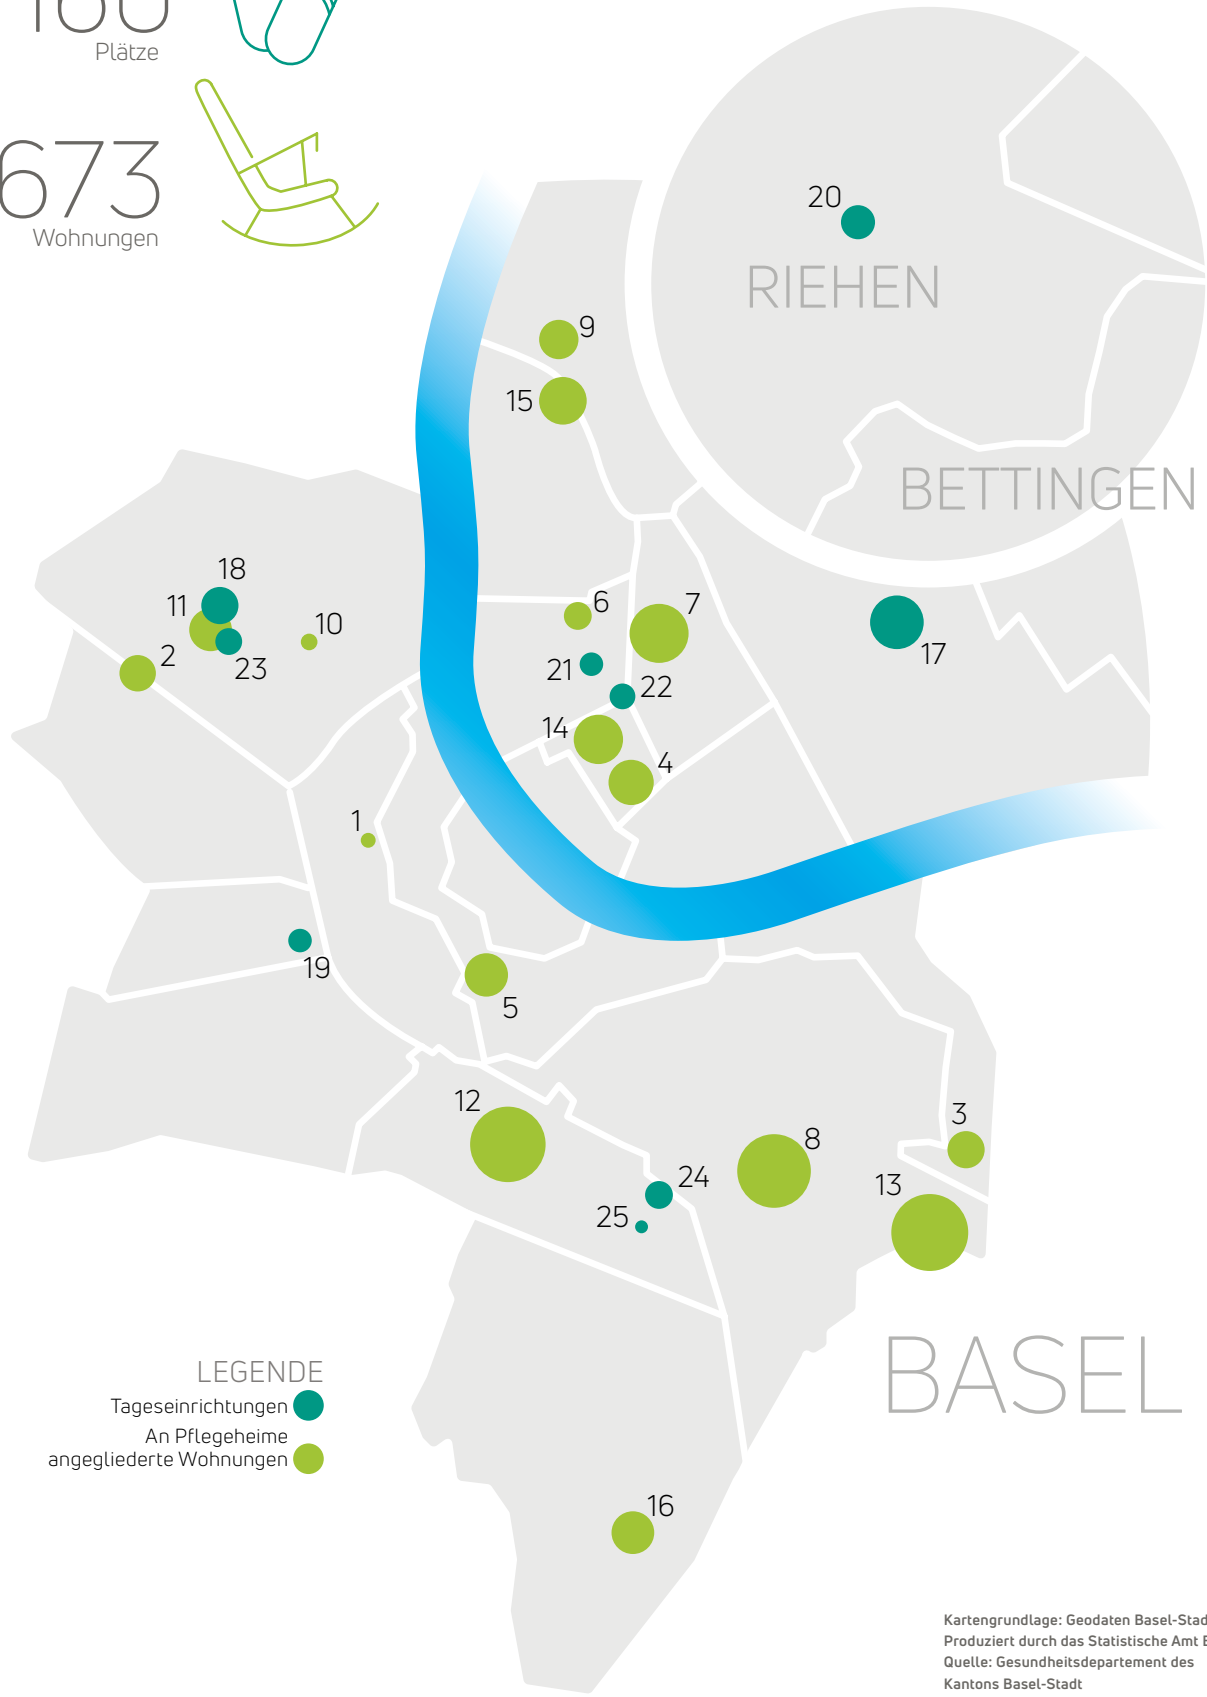 Plätze
673
Wohnungen
20
RIEHEN
9
15
BETTINGEN
18
11
10
2
23
6
7
17
21
22
14
4
1
19
5
12
3
8
13
24
25
BASEL
LEGENDE
Tageseinrichtungen
An Pflegeheime
angegliederte Wohnungen
16
Kartengrundlage: Geodaten
Produziert durch das Statistische Amt
Quelle: Gesundheitsdepartement des
Kantons Basel-Stadt